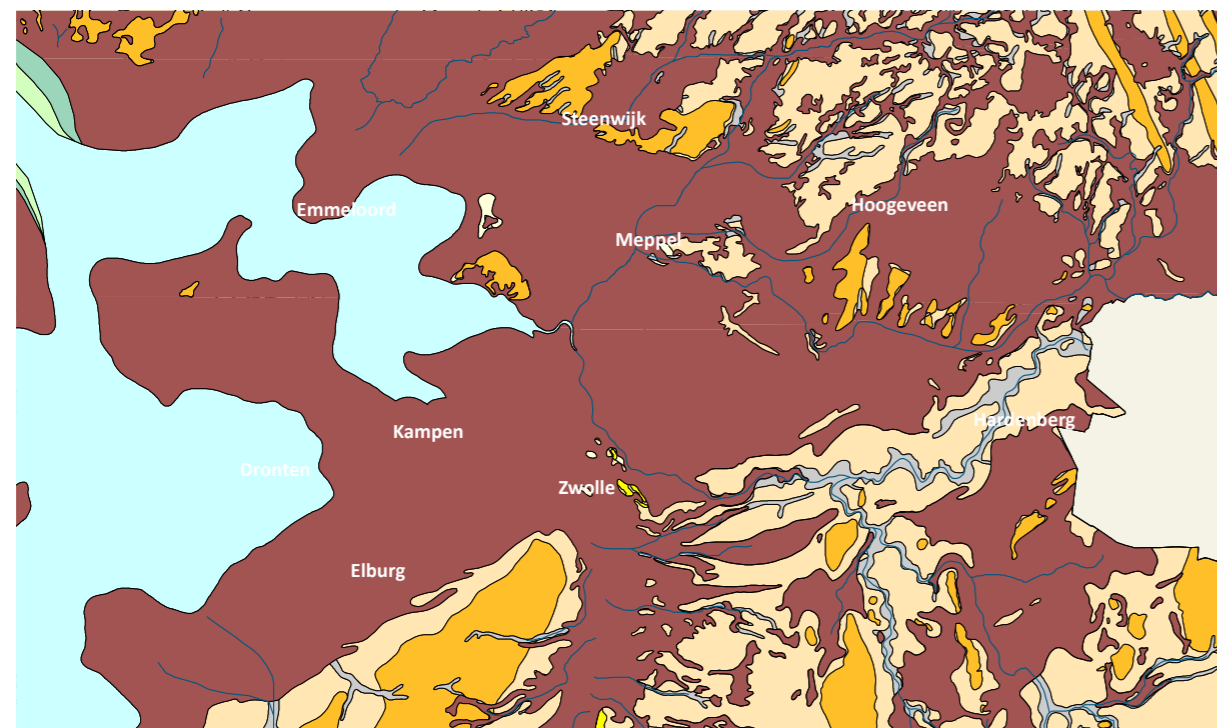 Steenwijk
Emmeloord
Hoogeveen
Meppel
Hardenberg
Kampen
Dronten
Zwolle
Elburg